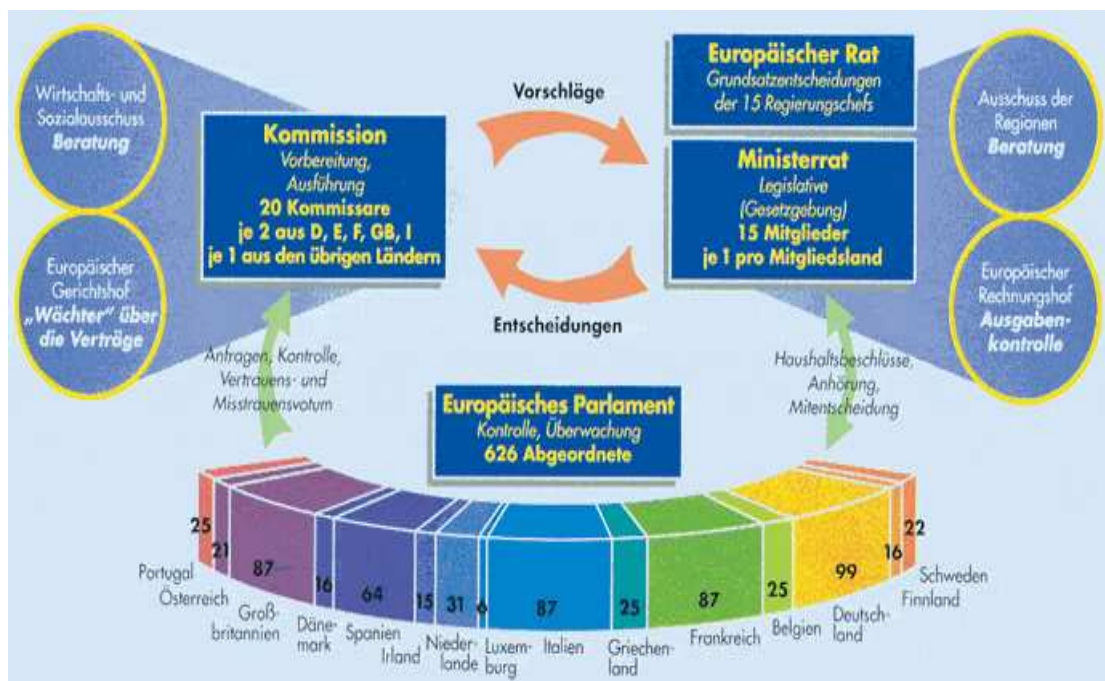 Wirtschafts- und
Sozialausschuss
Beratung
Europäischer
Gerichtshof
„Wächter" über
die Verträge
Kommission
Vorbereitung,
Ausführung
20 Kommissare
je 2 aus D, E, F, GB, I
je 1 aus den übrigen Ländern
Vorschläge
Entscheidungen
Europäischer Rat
Grundsatzentscheidungen
der 15 Regierungschefs
Ministerrat
Legislative
(Gesetzgebung)
15 Mitglieder
je 1 pro Mitgliedsland
Ausschuss der
Regionen
Beratung
Europäischer
Rechnungshof
Ausgaben-
kontrolle
Anfragen, Kontrolle,
Vertrauens- und
Misstrauensvotum
Haushaltsbeschlüsse,
Anhörung,
Mitentscheidung
Europäisches Parlament
Kontrolle, Überwachung
626 Abgeordnete
25
21
87
16
64
15
31
6
87
25
87
25
99
16
22
Portugal
Österreich
Groß-
britannien
Däne-
mark
Spanien
Irland
Nieder-
lande
Luxem-
burg
Italien
Griechen-
land
Frankreich
Belgien
Deutsch-
land
Finnland
Schweden